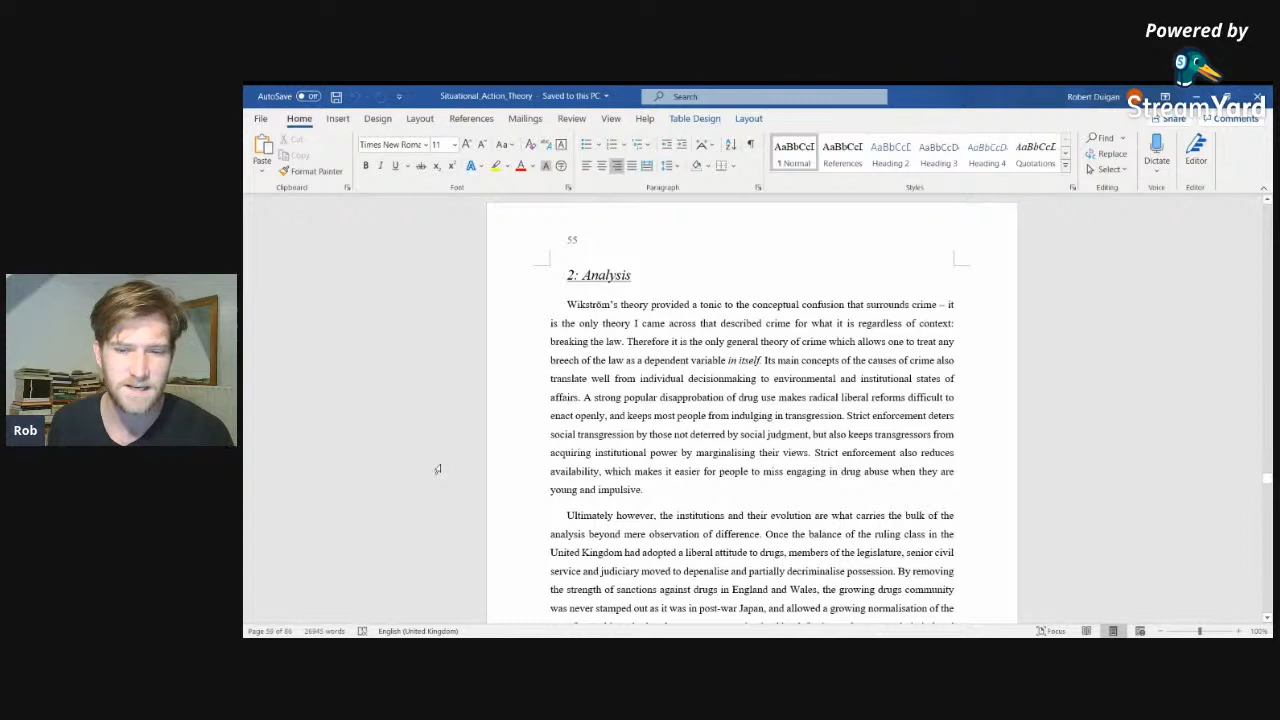 Powered by
StreamYard
AutoSave Off
Situational_Action_Theory - Saved to this PC
Search
Robert Duigan
File Home Insert Design Layout References Mailings Review View Help Table Design Layout
Share Comments
Paste
Cut
Copy
Format Painter
Clipboard
Times New Roma 11
Font
Paragraph
AaBbCcI AaBbCcI AaBbCcI AaBbCcD AaBbCcD AaBbCcI
¶ Normal References Heading 2 Heading 3 Heading 4 Quotations
Styles
Find
Replace
Select
Editing
Dictate
Voice
Editor
Editor
55
2: Analysis
Wikström's theory provided a tonic to the conceptual confusion that surrounds crime – it
is the only theory I came across that described crime for what it is regardless of context:
breaking the law. Therefore it is the only general theory of crime which allows one to treat any
breech of the law as a dependent variable in itself. Its main concepts of the causes of crime also
translate well from individual decisionmaking to environmental and institutional states of
affairs. A strong popular disapprobation of drug use makes radical liberal reforms difficult to
enact openly, and keeps most people from indulging in transgression. Strict enforcement deters
social transgression by those not deterred by social judgment, but also keeps transgressors from
acquiring institutional power by marginalising their views. Strict enforcement also reduces
availability, which makes it easier for people to miss engaging in drug abuse when they are
young and impulsive.
Ultimately however, the institutions and their evolution are what carries the bulk of the
analysis beyond mere observation of difference. Once the balance of the ruling class in the
United Kingdom had adopted a liberal attitude to drugs, members of the legislature, senior civil
service and judiciary moved to depenalise and partially decriminalise possession. By removing
the strength of sanctions against drugs in England and Wales, the growing drugs community
was never stamped out as it was in post-war Japan, and allowed a growing normalisation of the
Rob
Page 59 of 86 26945 words English (United Kingdom)
Focus
100%